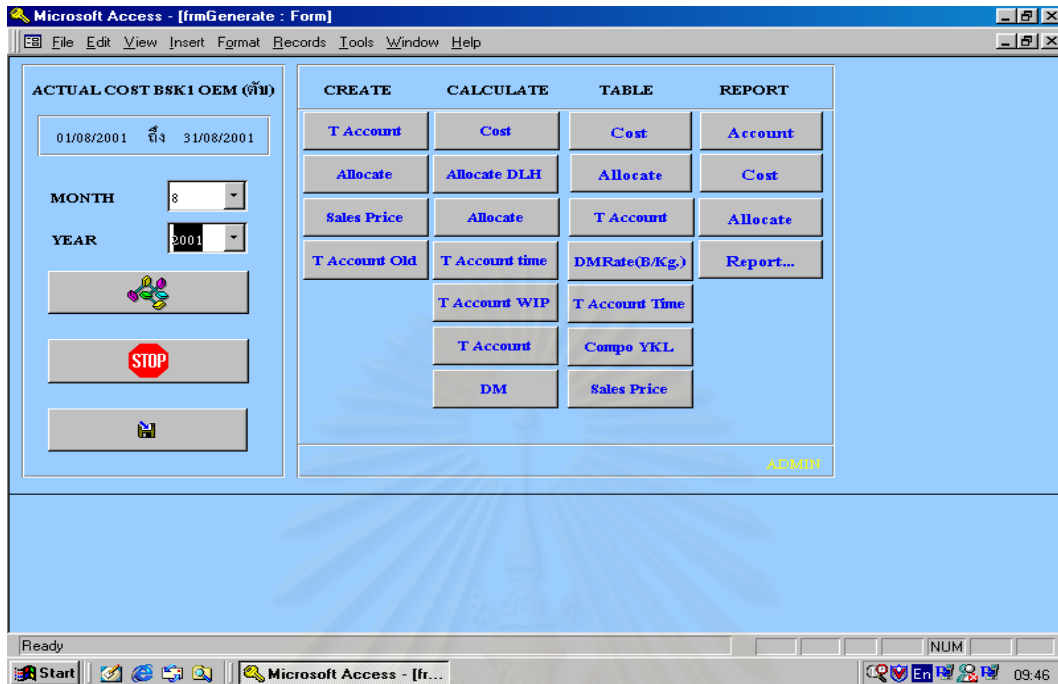 Microsoft Access - [frmGenerate : Form]
File Edit View Insert Format Records Tools Window Help
ACTUAL COST BSK1 OEM (ตับ)
01/08/2001 ถึง 31/08/2001
MONTH 8
YEAR 2001
STOP
CREATE CALCULATE TABLE REPORT
T Account Cost Cost Account
Allocate Allocate DLH Allocate Cost
Sales Price Allocate T Account Allocate
T Account Old T Account time DMRate(B/Kg.) Report...
T Account WIP T Account Time
T Account Compo YKL
DM Sales Price
ADMIN
Ready NUM
Start Microsoft Access - [fr... En 09:46